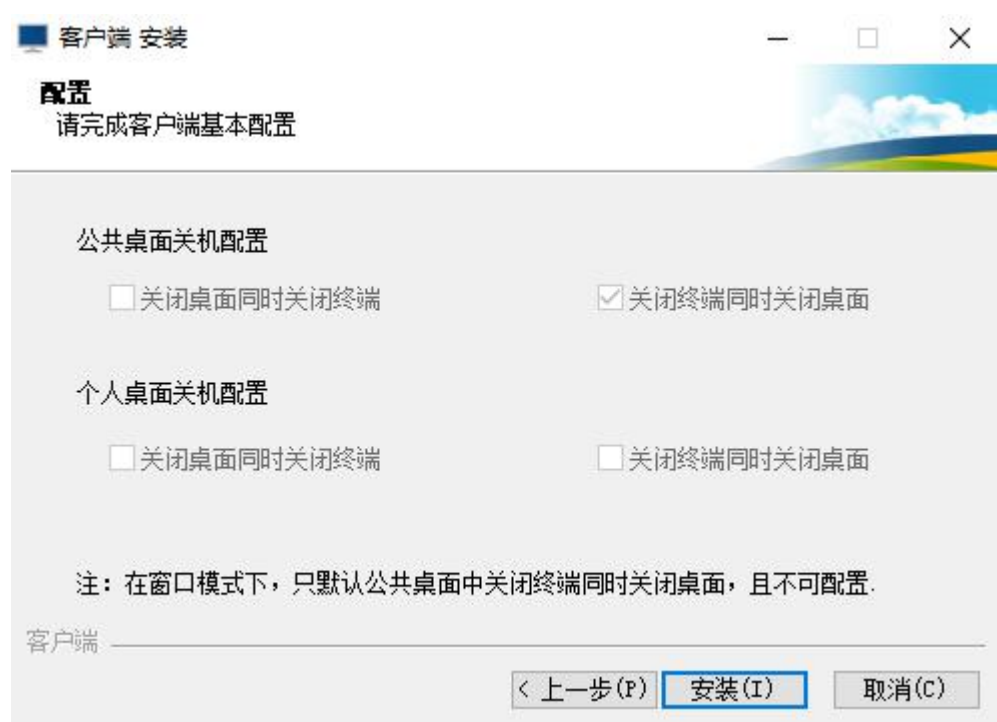 客户端 安装
配置
请完成客户端基本配置
公共桌面关机配置
关闭桌面同时关闭终端
关闭终端同时关闭桌面
个人桌面关机配置
关闭桌面同时关闭终端
关闭终端同时关闭桌面
注：在窗口模式下，只默认公共桌面中关闭终端同时关闭桌面，且不可配置.
客户端
< 上一步(P)
安装(I)
取消(C)